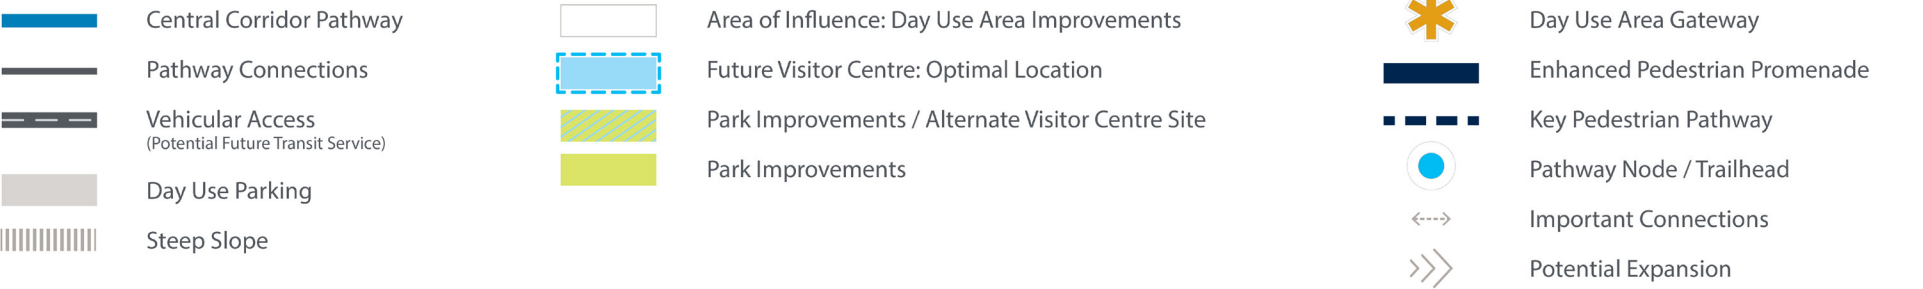 Central Corridor Pathway
Pathway Connections
Vehicular Access
(Potential Future Transit Service)
Day Use Parking
Steep Slope
Area of Influence: Day Use Area Improvements
Future Visitor Centre: Optimal Location
Park Improvements / Alternate Visitor Centre Site
Park Improvements
Day Use Area Gateway
Enhanced Pedestrian Promenade
Key Pedestrian Pathway
Pathway Node / Trailhead
Important Connections
Potential Expansion